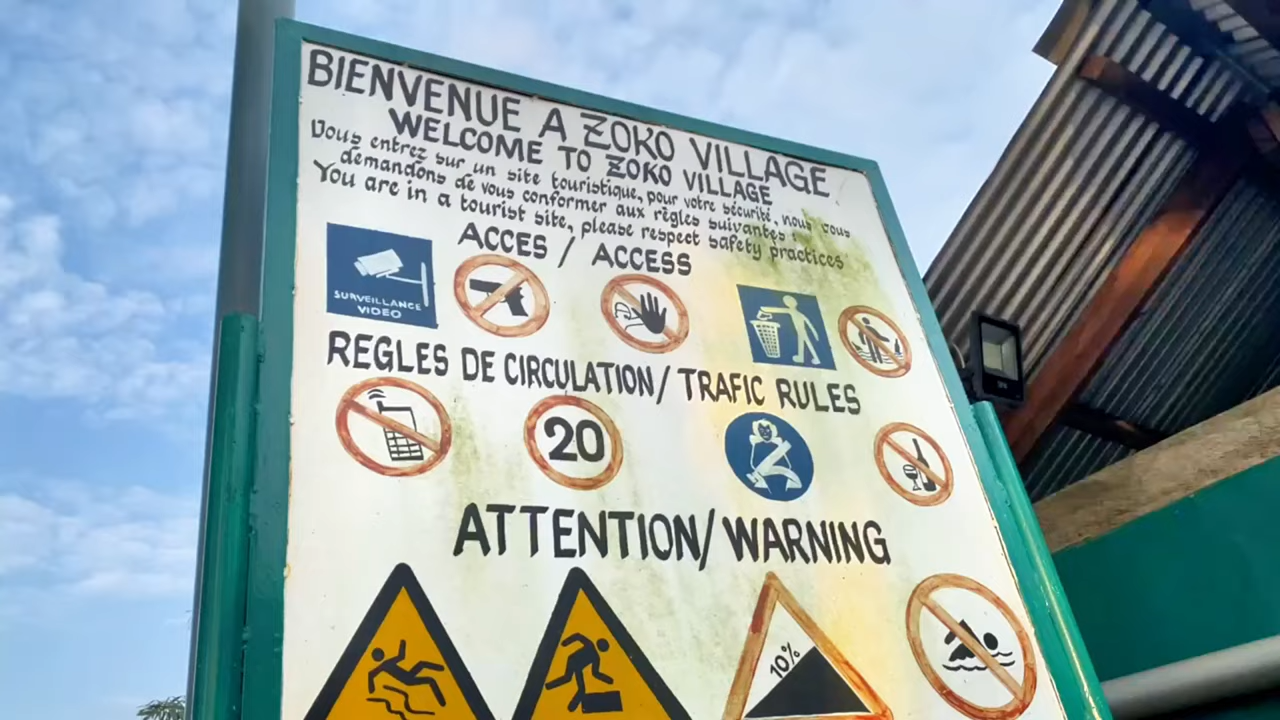 BIENVENUE A ZOKO VILLAGE
WELCOME TO ZOKO VILLAGE
Vous entrez sur un site touristique, pour votre sécurité, nous vous
demandons de vous conformer aux règles suivantes :
You are in a tourist site, please respect safety practices
ACCES / ACCESS
SURVEILLANCE
VIDEO
REGLES DE CIRCULATION / TRAFIC RULES
20
ATTENTION/WARNING
10%